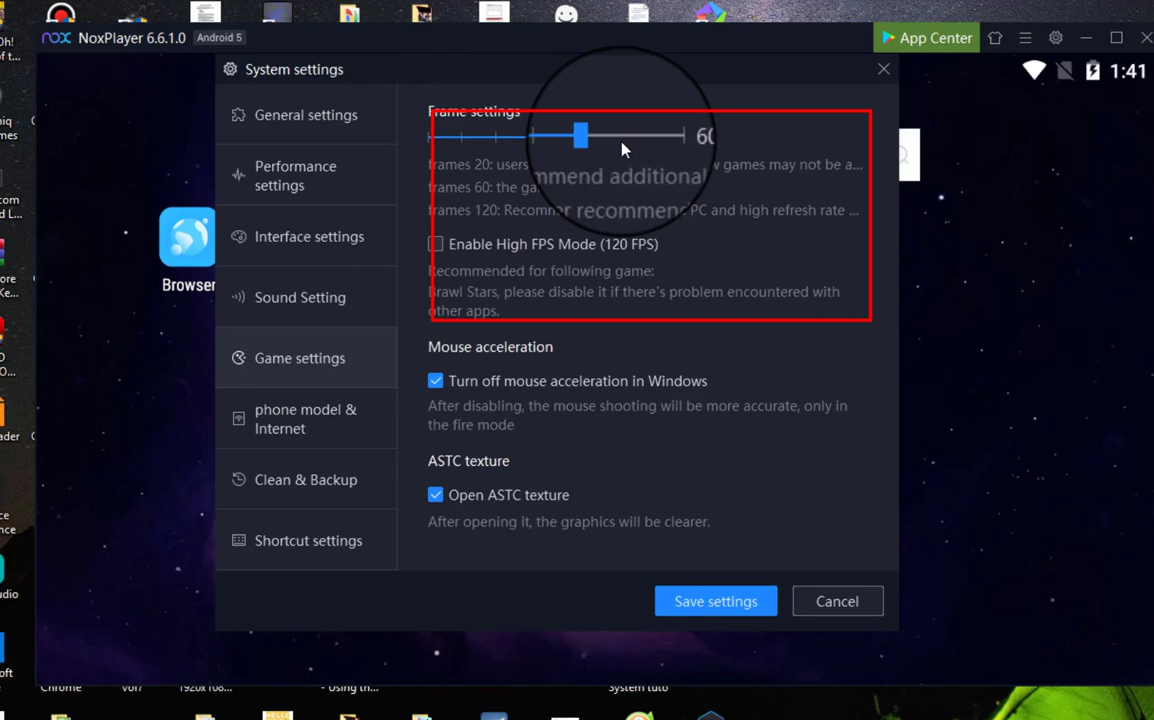 Oh!
of t...
NOX NOXPLAYER 6.6.1.0 Android 5
App Center
1:41
System settings
General settings
Performance
settings
Interface settings
Sound Setting
Game settings
phone model &
Internet
Clean & Backup
Shortcut settings
Frame settings
60
frames 20: users
games may not be a...
mmend additional
frames 60: the
frames 120:
recommend
PC and high refresh rate ...
Enable High FPS Mode (120 FPS)
Recommended for following game:
Brawl Stars, please disable it if there's problem encountered with
other apps.
Mouse acceleration
Turn off mouse acceleration in Windows
After disabling, the mouse shooting will be more accurate, only in
the fire mode
ASTC texture
Open ASTC texture
After opening it, the graphics will be clearer.
Save settings
Cancel
Browser
Chrome
1920x108...
- Using th...
System tuto